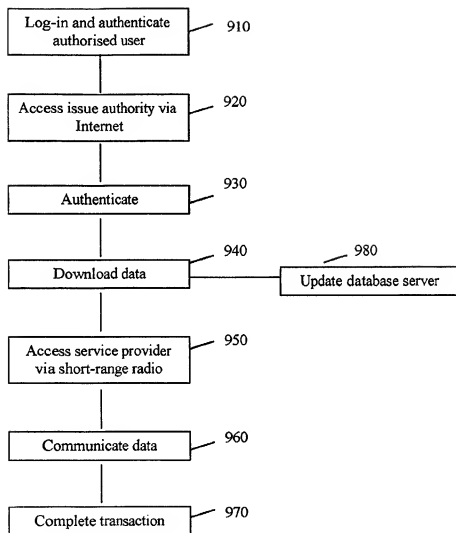 Log-in and authenticate
authorised user
910
Access issue authority via
Internet
920
Authenticate
930
Download data
940
Update database server
980
Access service provider
via short-range radio
950
Communicate data
960
Complete transaction
970